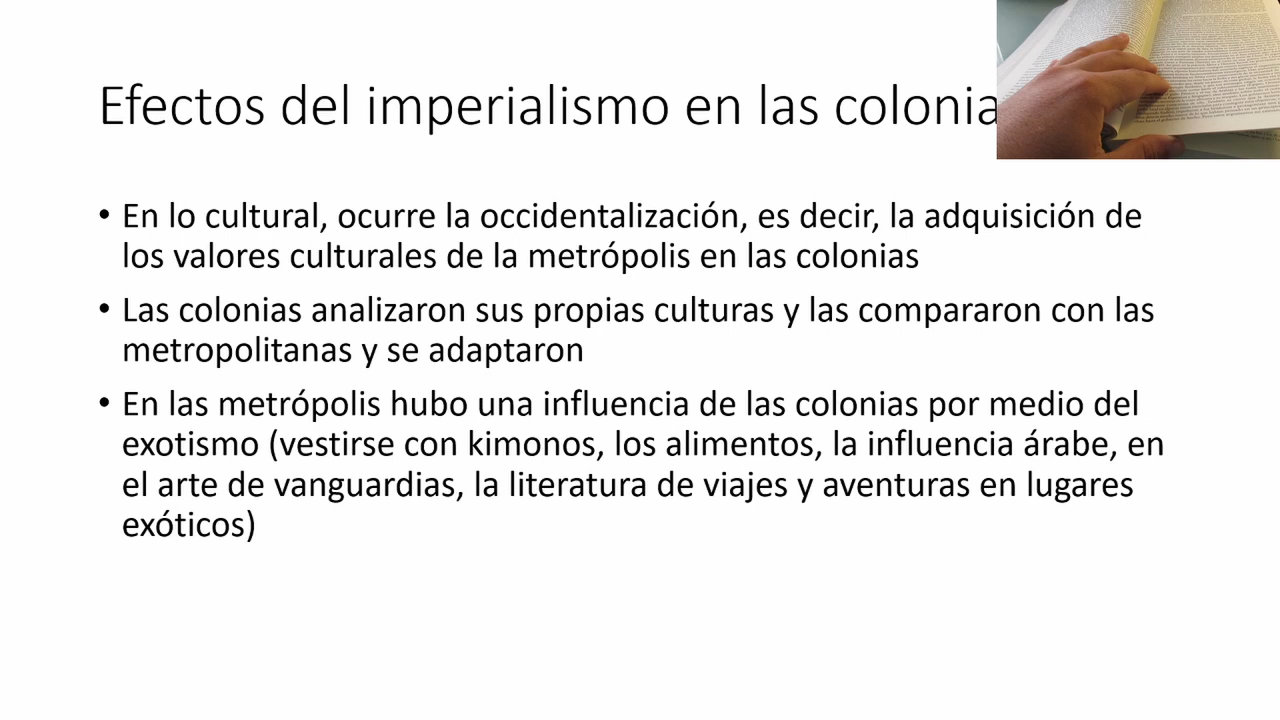 Efectos del imperialismo en las colonia
• En lo cultural, ocurre la occidentalización, es decir, la adquisición de
los valores culturales de la metrópolis en las colonias
• Las colonias analizaron sus propias culturas y las compararon con las
metropolitanas y se adaptaron
• En las metrópolis hubo una influencia de las colonias por medio del
exotismo (vestirse con kimonos, los alimentos, la influencia árabe, en
el arte de vanguardias, la literatura de viajes y aventuras en lugares
exóticos)